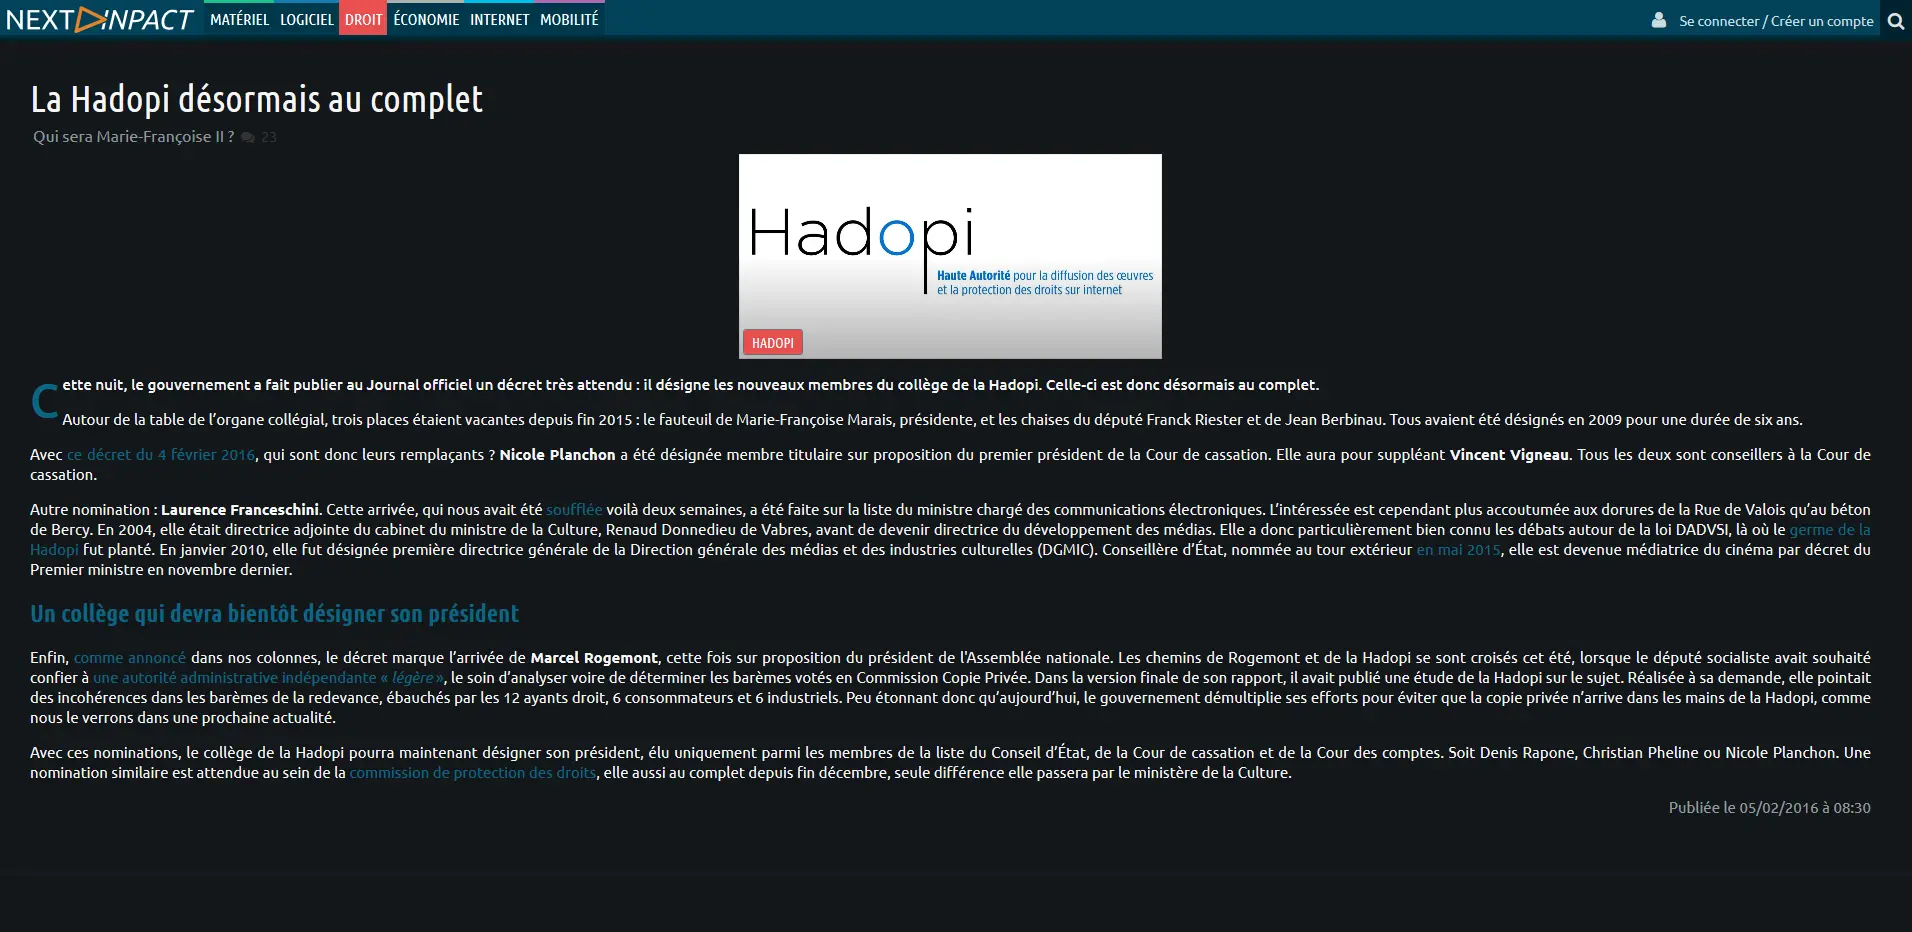 NEXT INPACT MATÉRIEL LOGICIEL DROIT ÉCONOMIE INTERNET MOBILITÉ Se connecter / Créer un compte
La Hadopi désormais au complet
Qui sera Marie-Françoise II ? 23
Hadopi
Haute Autorité pour la diffusion des œuvres
et la protection des droits sur internet
HADOPI
Cette nuit, le gouvernement a fait publier au Journal officiel un décret très attendu : il désigne les nouveaux membres du collège de la Hadopi. Celle-ci est donc désormais au complet.
Autour de la table de l’organe collégial, trois places étaient vacantes depuis fin 2015 : le fauteuil de Marie-Françoise Marais, présidente, et les chaises du député Franck Riester et de Jean Berbinau. Tous avaient été désignés en 2009 pour une durée de six ans.
Avec ce décret du 4 février 2016, qui sont donc leurs remplaçants ? Nicole Planchon a été désignée membre titulaire sur proposition du premier président de la Cour de cassation. Elle aura pour suppléant Vincent Vigneau. Tous les deux sont conseillers à la Cour de
cassation.
Autre nomination : Laurence Franceschini. Cette arrivée, qui nous avait été soufflée voilà deux semaines, a été faite sur la liste du ministre chargé des communications électroniques. L’intéressée est cependant plus accoutumée aux dorures de la Rue de Valois qu’au béton
de Bercy. En 2004, elle était directrice adjointe du cabinet du ministre de la Culture, Renaud Donnedieu de Vabres, avant de devenir directrice du développement des médias. Elle a donc particulièrement bien connu les débats autour de la loi DADVSI, là où le germe de la
Hadopi fut planté. En janvier 2010, elle fut désignée première directrice générale de la Direction générale des médias et des industries culturelles (DGMIC). Conseillère d’État, nommée au tour extérieur en mai 2015, elle est devenue médiatrice du cinéma par décret du
Premier ministre en novembre dernier.
Un collège qui devra bientôt désigner son président
Enfin, comme annoncé dans nos colonnes, le décret marque l’arrivée de Marcel Rogemont, cette fois sur proposition du président de l'Assemblée nationale. Les chemins de Rogemont et de la Hadopi se sont croisés cet été, lorsque le député socialiste avait souhaité
confier à une autorité administrative indépendante « légère », le soin d’analyser voire de déterminer les barèmes votés en Commission Copie Privée. Dans la version finale de son rapport, il avait publié une étude de la Hadopi sur le sujet. Réalisée à sa demande, elle pointait
des incohérences dans les barèmes de la redevance, ébauchés par les 12 ayants droit, 6 consommateurs et 6 industriels. Peu étonnant donc qu’aujourd’hui, le gouvernement démultiplie ses efforts pour éviter que la copie privée n’arrive dans les mains de la Hadopi, comme
nous le verrons dans une prochaine actualité.
Avec ces nominations, le collège de la Hadopi pourra maintenant désigner son président, élu uniquement parmi les membres de la liste du Conseil d’État, de la Cour de cassation et de la Cour des comptes. Soit Denis Rapone, Christian Pheline ou Nicole Planchon. Une
nomination similaire est attendue au sein de la commission de protection des droits, elle aussi au complet depuis fin décembre, seule différence elle passera par le ministère de la Culture.
Publiée le 05/02/2016 à 08:30